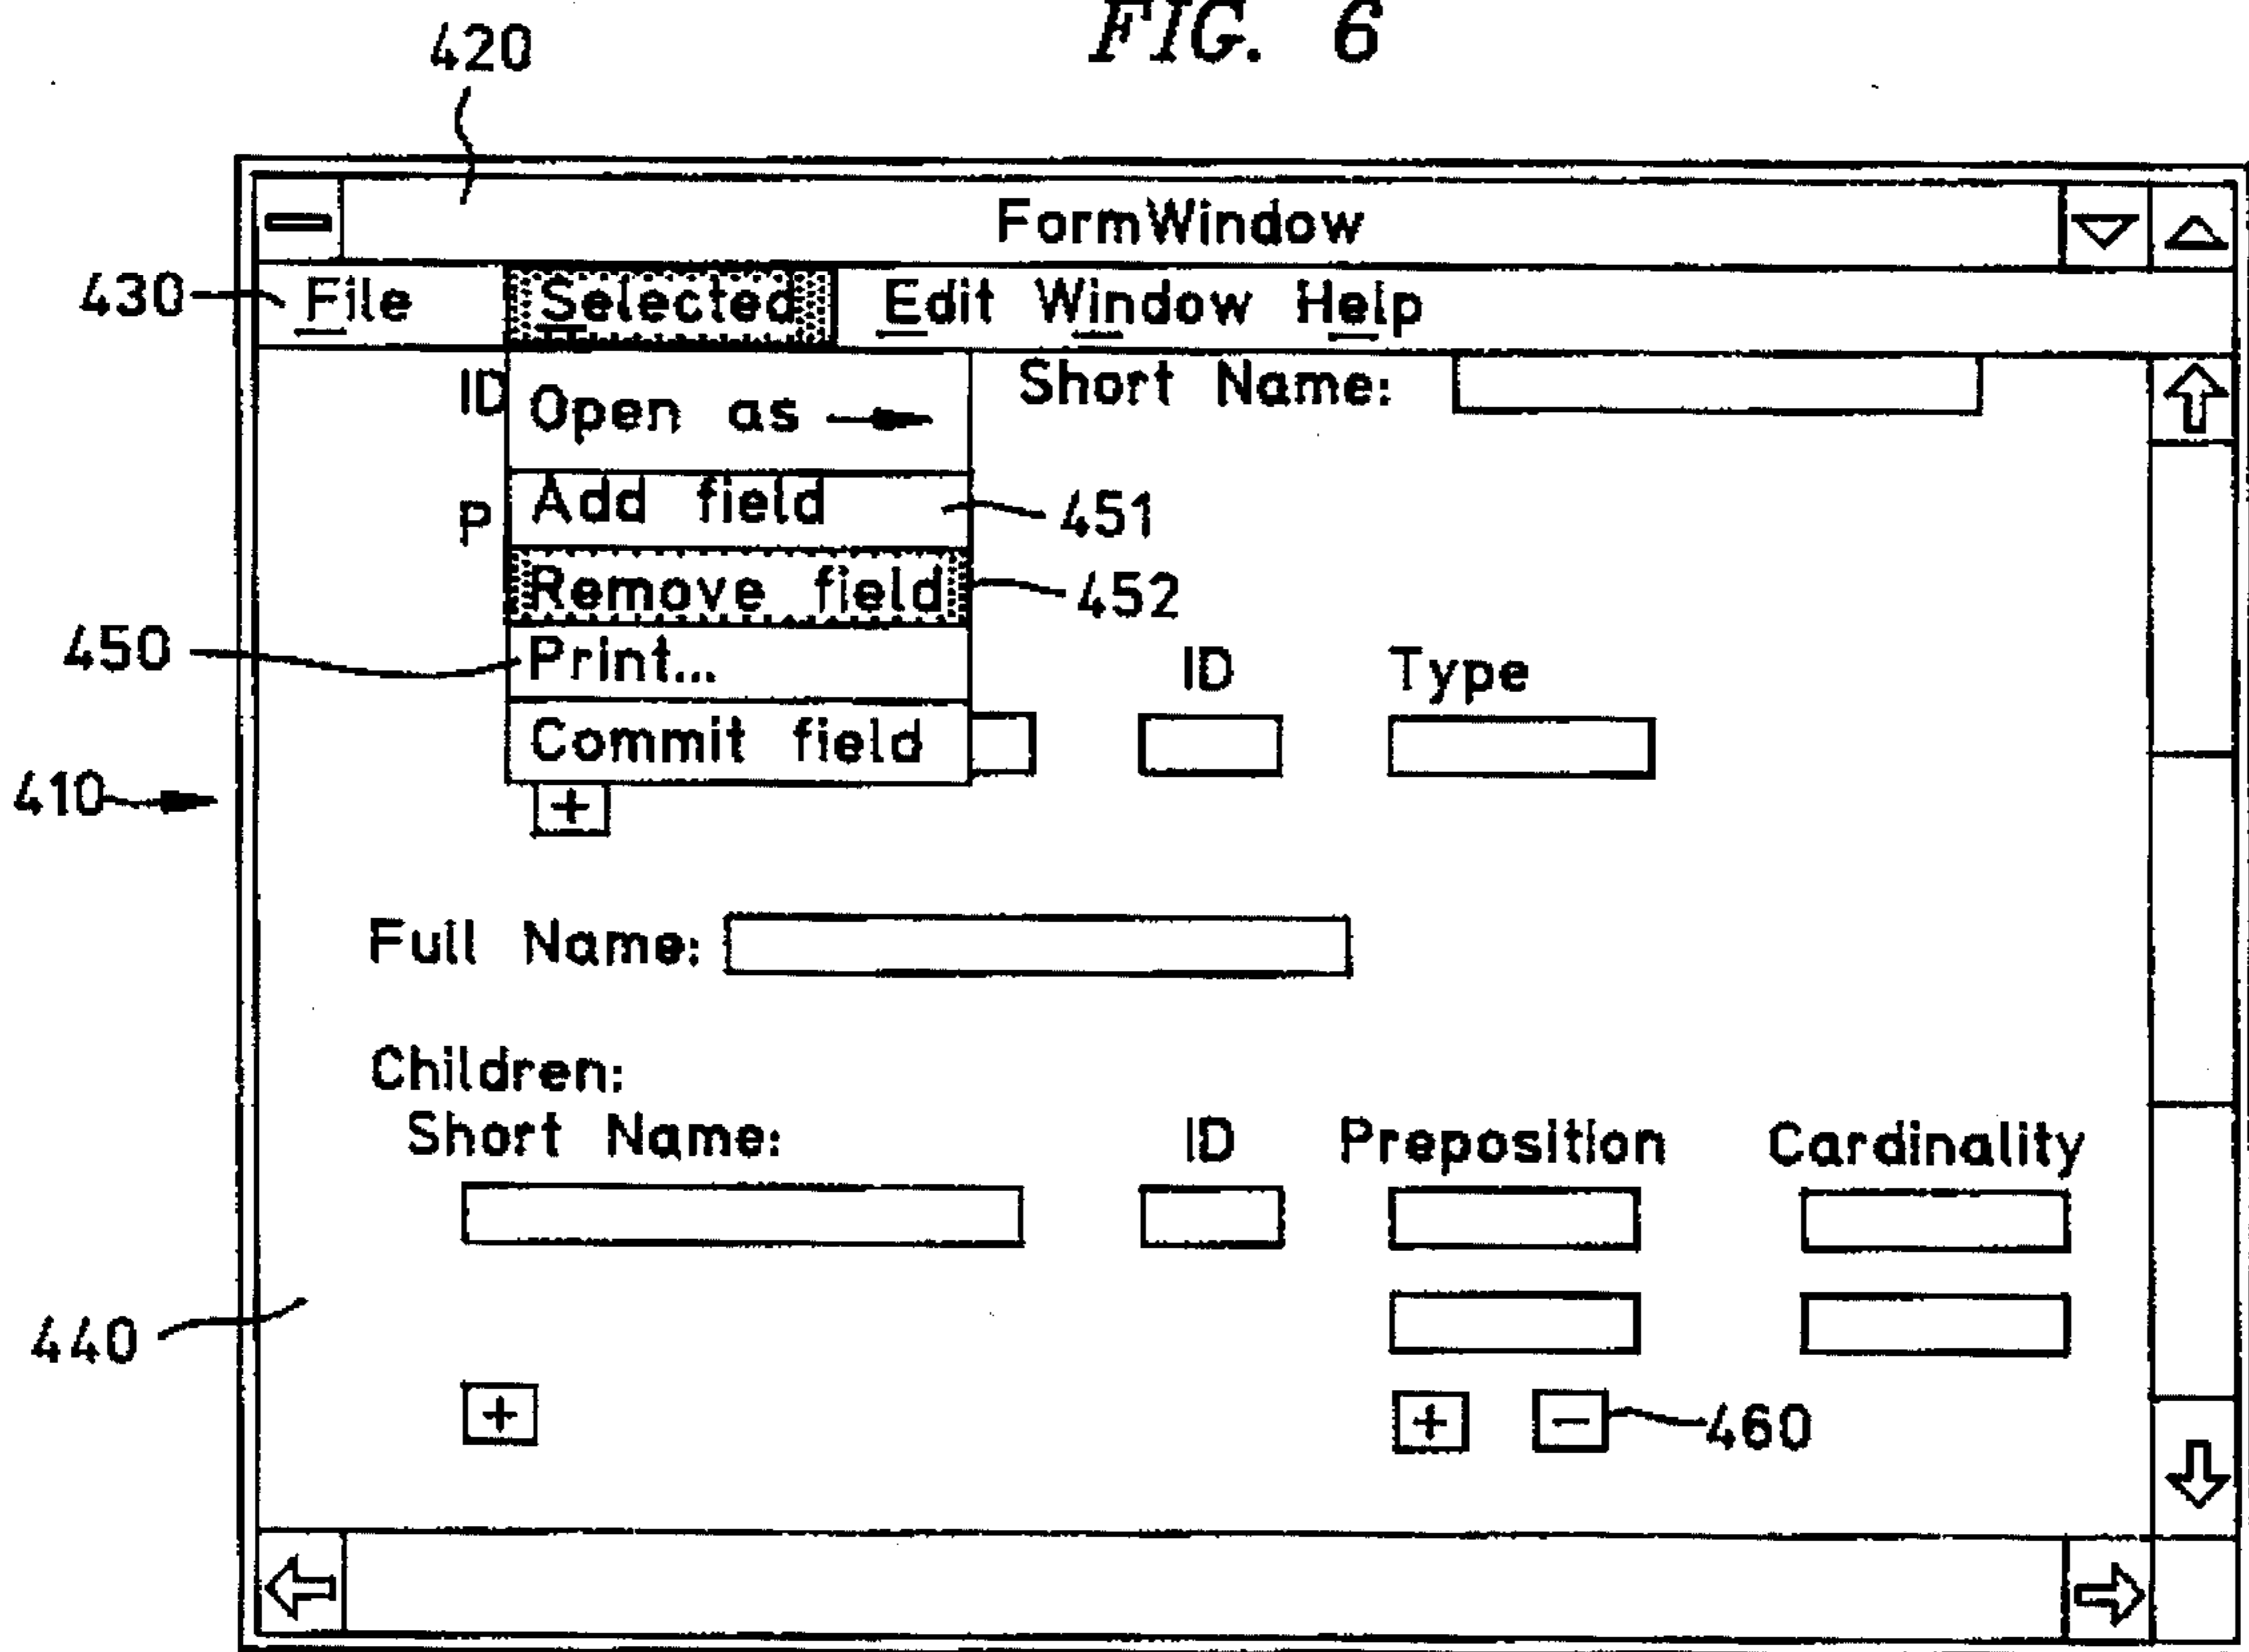 FIG. 6
420
FormWindow
430 File Selected Edit Window Help
ID Open as Short Name:
P Add field 451
Remove field 452
450 Print... ID Type
Commit field
410
+
Full Name:
Children:
Short Name: ID Preposition Cardinality
440
+ + - 460